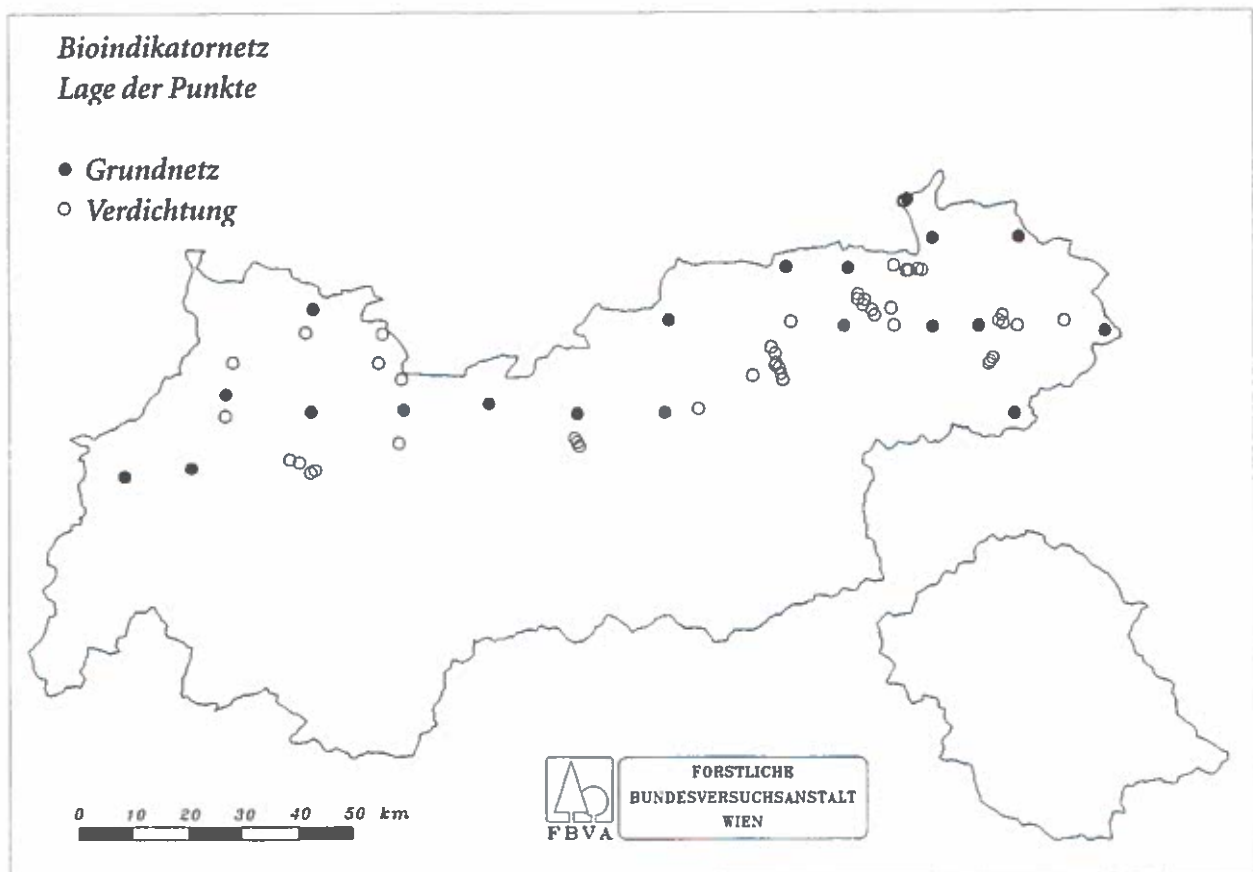 Bioindikatornetz
Lage der Punkte
Grundnetz
Verdichtung
0 10 20 30 40 50 km
FBVA
FORSTLICHE
BUNDESVERSUCHSANSTALT
WIEN